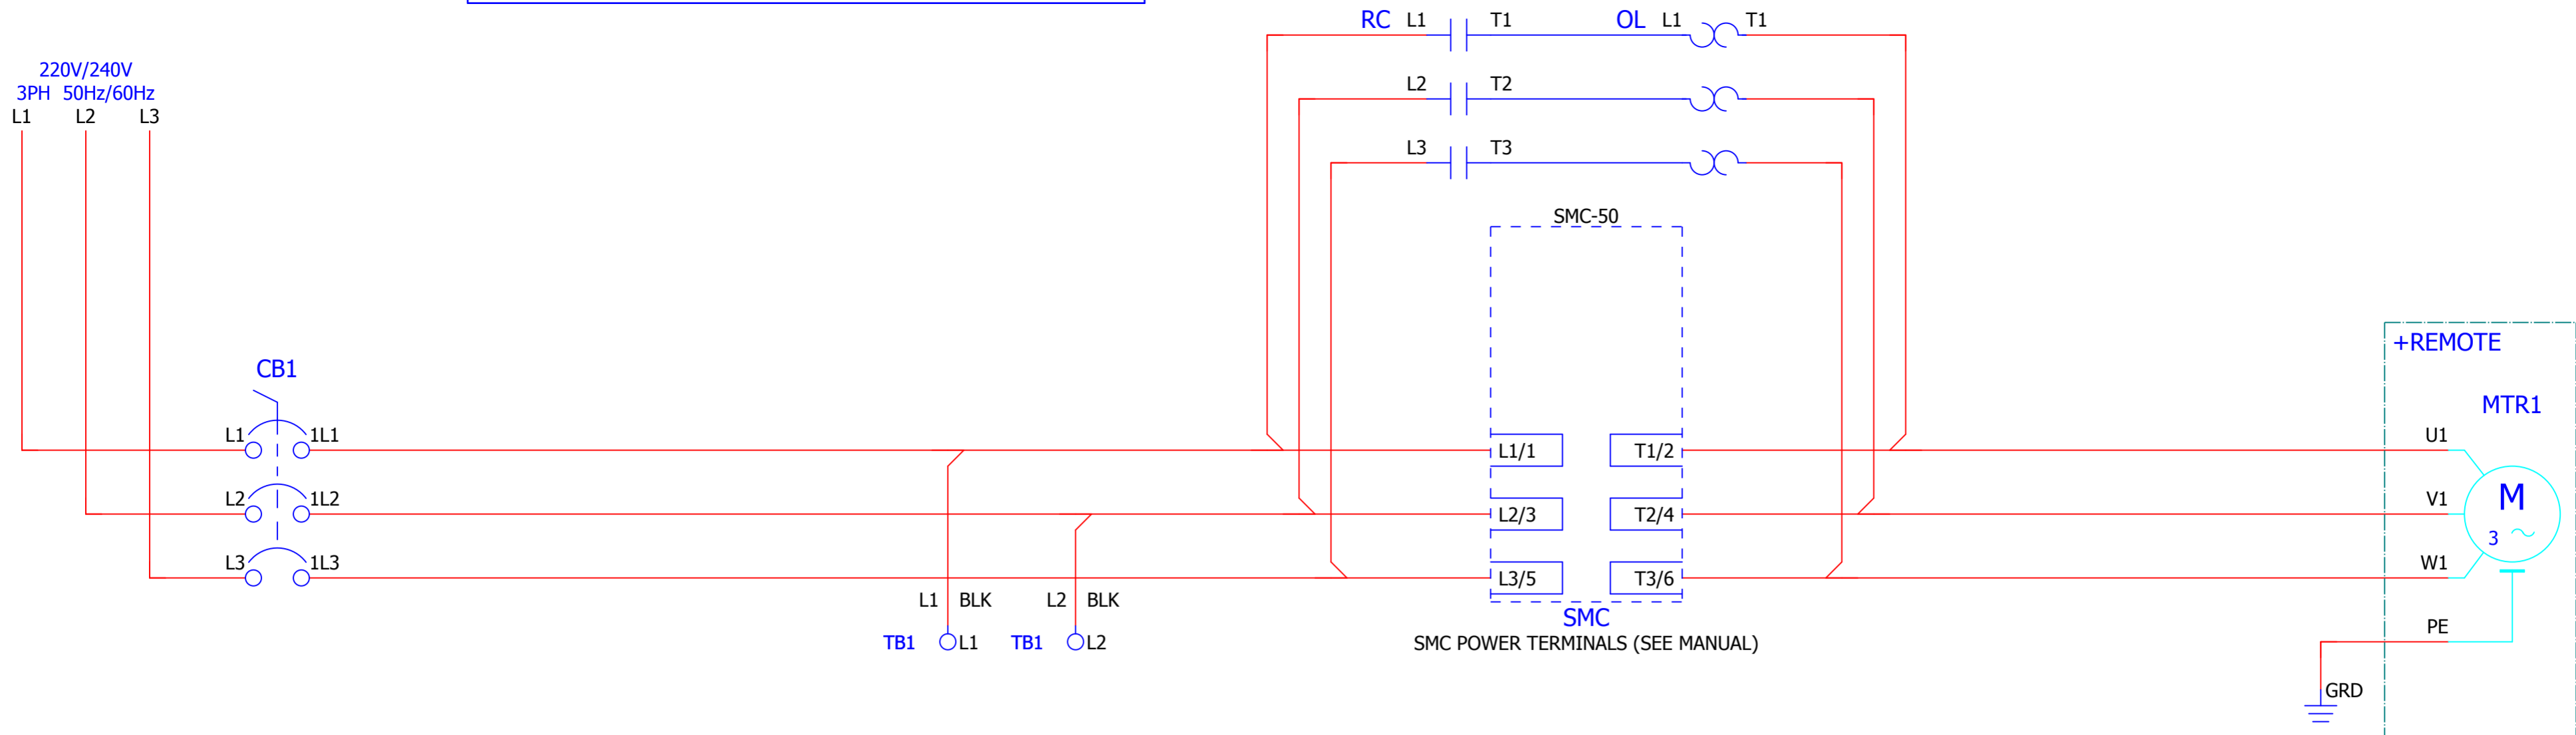 RC L1 T1 OL L1 T1
220V/240V
3PH 50Hz/60Hz
L1 L2 L3
L2 T2
L3 T3
SMC-50
+REMOTE
CB1
MTR1
L1 1L1
L1/1 T1/2
U1
L2 1L2
L2/3 T2/4
V1
M
3 ~
L3 1L3
L3/5 T3/6
W1
L1 BLK L2 BLK
SMC
TB1 L1 TB1 L2
SMC POWER TERMINALS (SEE MANUAL)
PE
GRD